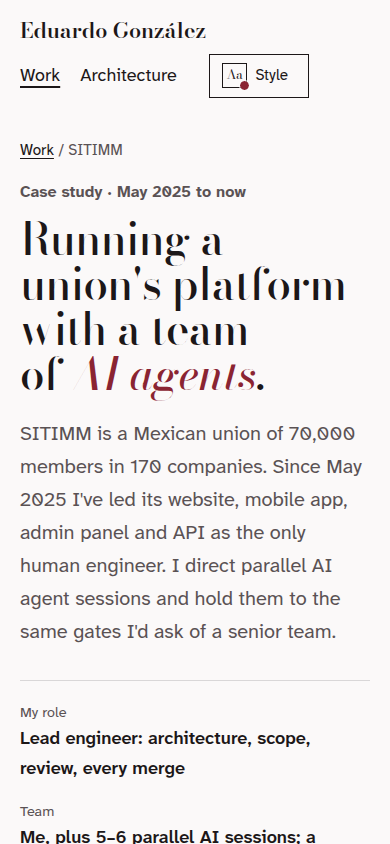 Eduardo González
Work Architecture Aa Style
Work / SITIMM
Case study · May 2025 to now
Running a
union's platform
with a team
of AI agents.
SITIMM is a Mexican union of 70,000
members in 170 companies. Since May
2025 I've led its website, mobile app,
admin panel and API as the only
human engineer. I direct parallel AI
agent sessions and hold them to the
same gates I'd ask of a senior team.
My role
Lead engineer: architecture, scope,
review, every merge
Team
Me, plus 5–6 parallel AI sessions; a